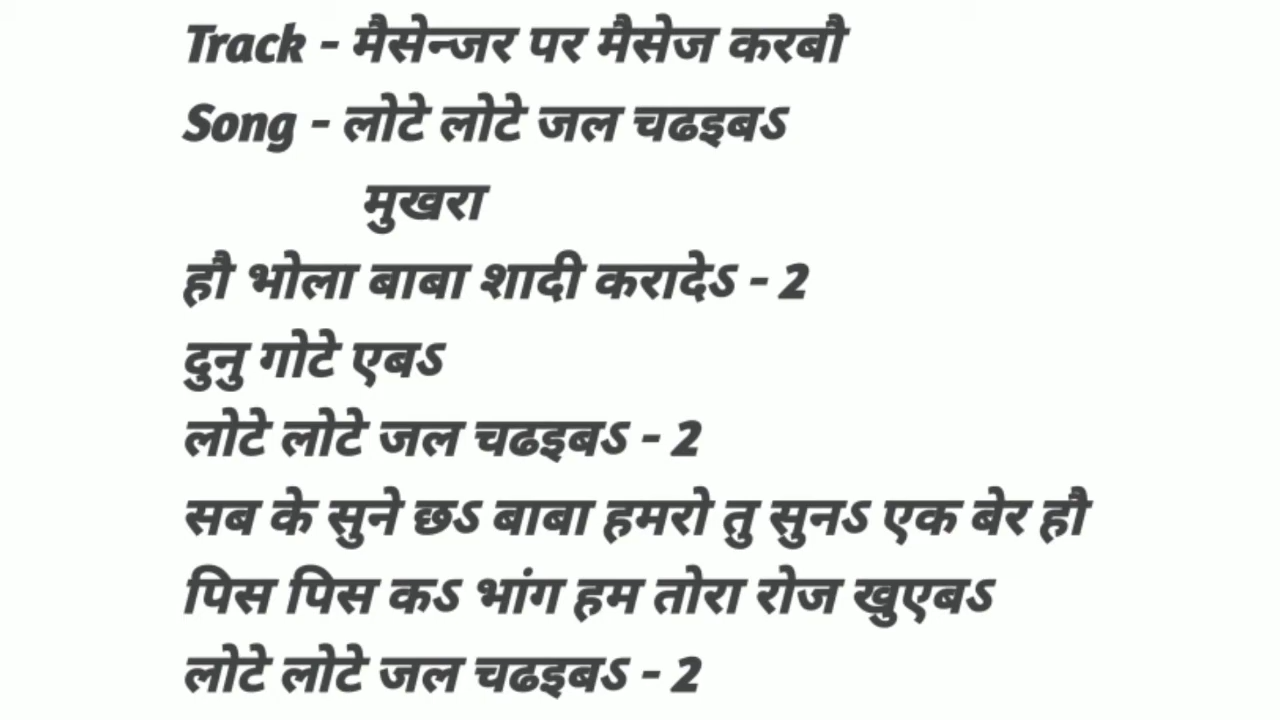 Track - मैसेन्जर पर मैसेज करबौ
Song - लोटे लोटे जल चढइबऽ
मुखरा
हौ भोला बाबा शादी करादेऽ - 2
दुनु गोटे एबऽ
लोटे लोटे जल चढइबऽ - 2
सब के सुने छऽ बाबा हमरो तु सुनऽ एक बेर हौ
पिस पिस कऽ भांग हम तोरा रोज खुएबऽ
लोटे लोटे जल चढइबऽ - 2